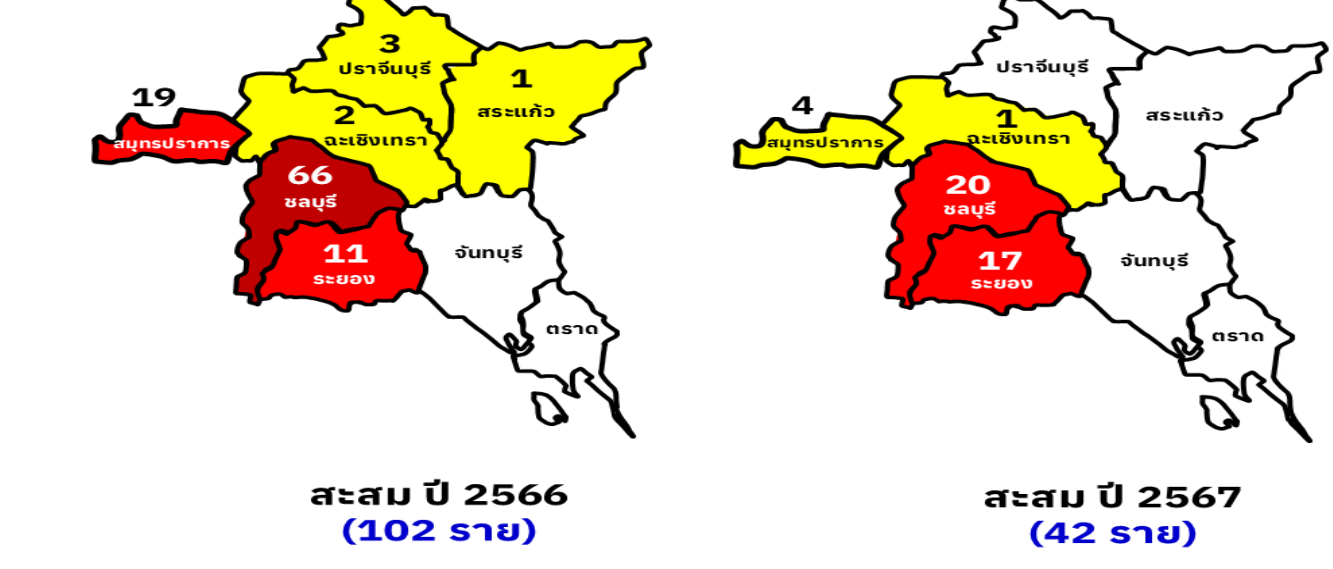 3
ปราจีนบุรี
1
สระแก้ว
19
สมุทรปราการ
2
ฉะเชิงเทรา
66
ชลบุรี
11
ระยอง
จันทบุรี
ตราด
สะสม ปี 2566
(102 ราย)
ปราจีนบุรี
สระแก้ว
4
สมุทรปราการ
1
ฉะเชิงเทรา
20
ชลบุรี
17
ระยอง
จันทบุรี
ตราด
สะสม ปี 2567
(42 ราย)